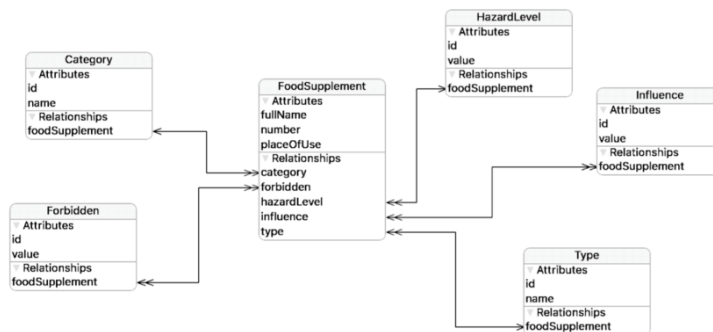 Category
Attributes
id
name
Relationships
foodSupplement
Forbidden
Attributes
id
value
Relationships
foodSupplement
FoodSupplement
Attributes
fullName
number
placeOfUse
Relationships
category
forbidden
hazardLevel
influence
type
HazardLevel
Attributes
id
value
Relationships
foodSupplement
Influence
Attributes
id
value
Relationships
foodSupplement
Type
Attributes
id
name
Relationships
foodSupplement